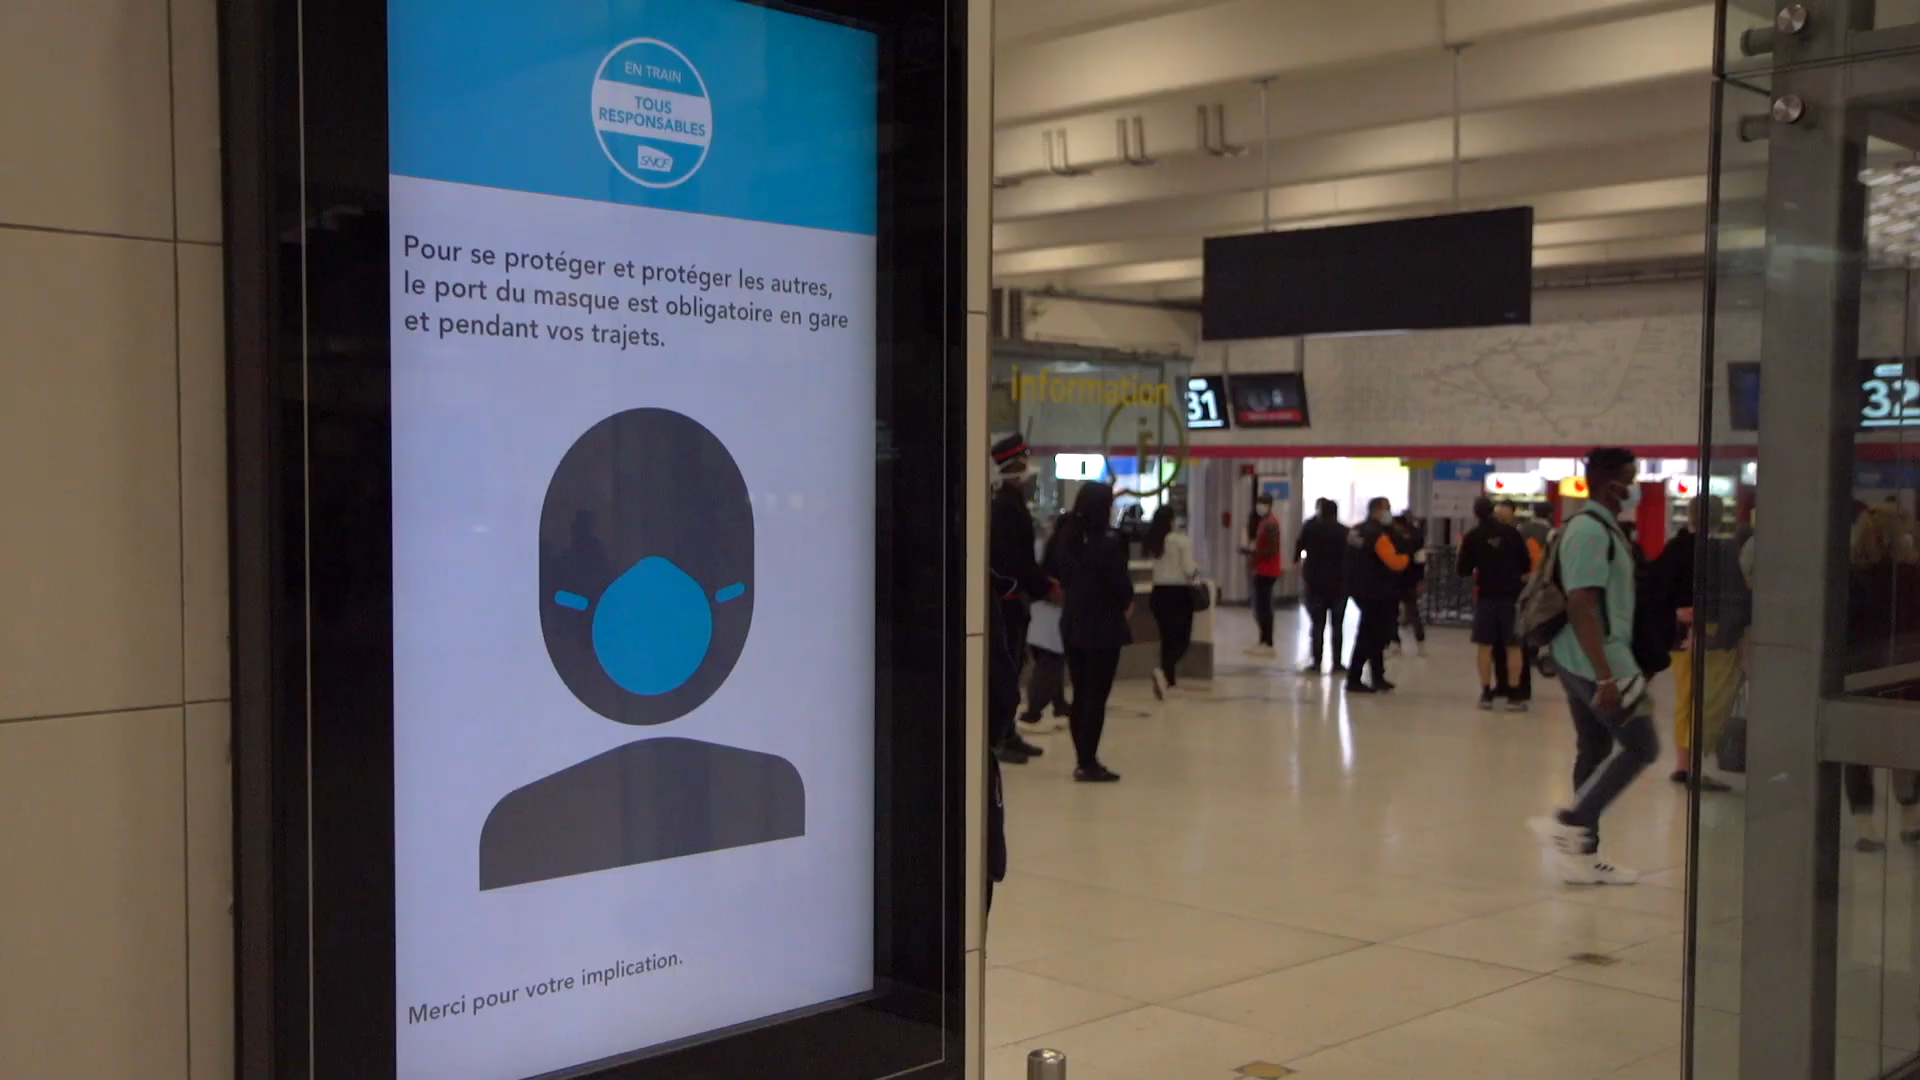 EN TRAIN
TOUS
RESPONSABLES
SNCF
Pour se protéger et protéger les autres,
le port du masque est obligatoire en gare
et pendant vos trajets.
Merci pour votre implication.
information
i
31
32